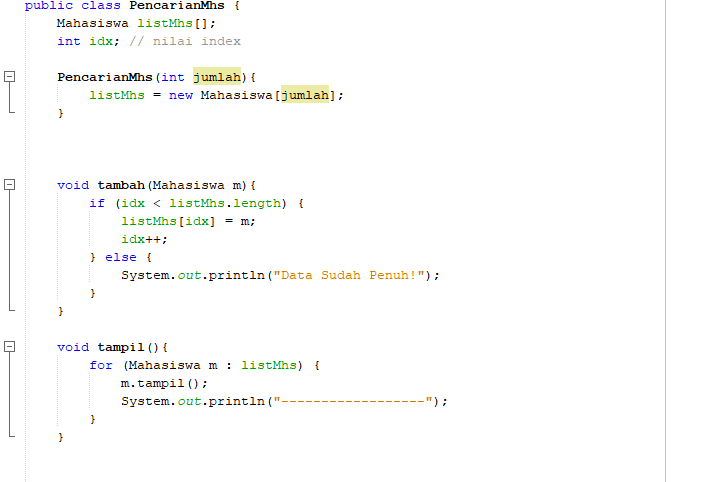 public class PencarianMhs {
    Mahasiswa listMhs[];
    int idx; // nilai index
    PencarianMhs(int jumlah){
        listMhs = new Mahasiswa[jumlah];
    }
    void tambah(Mahasiswa m){
        if (idx < listMhs.length) {
            listMhs[idx] = m;
            idx++;
        } else {
            System.out.println("Data Sudah Penuh!");
        }
    }
    void tampil(){
        for (Mahasiswa m : listMhs) {
            m.tampil();
            System.out.println("------------------");
        }
    }